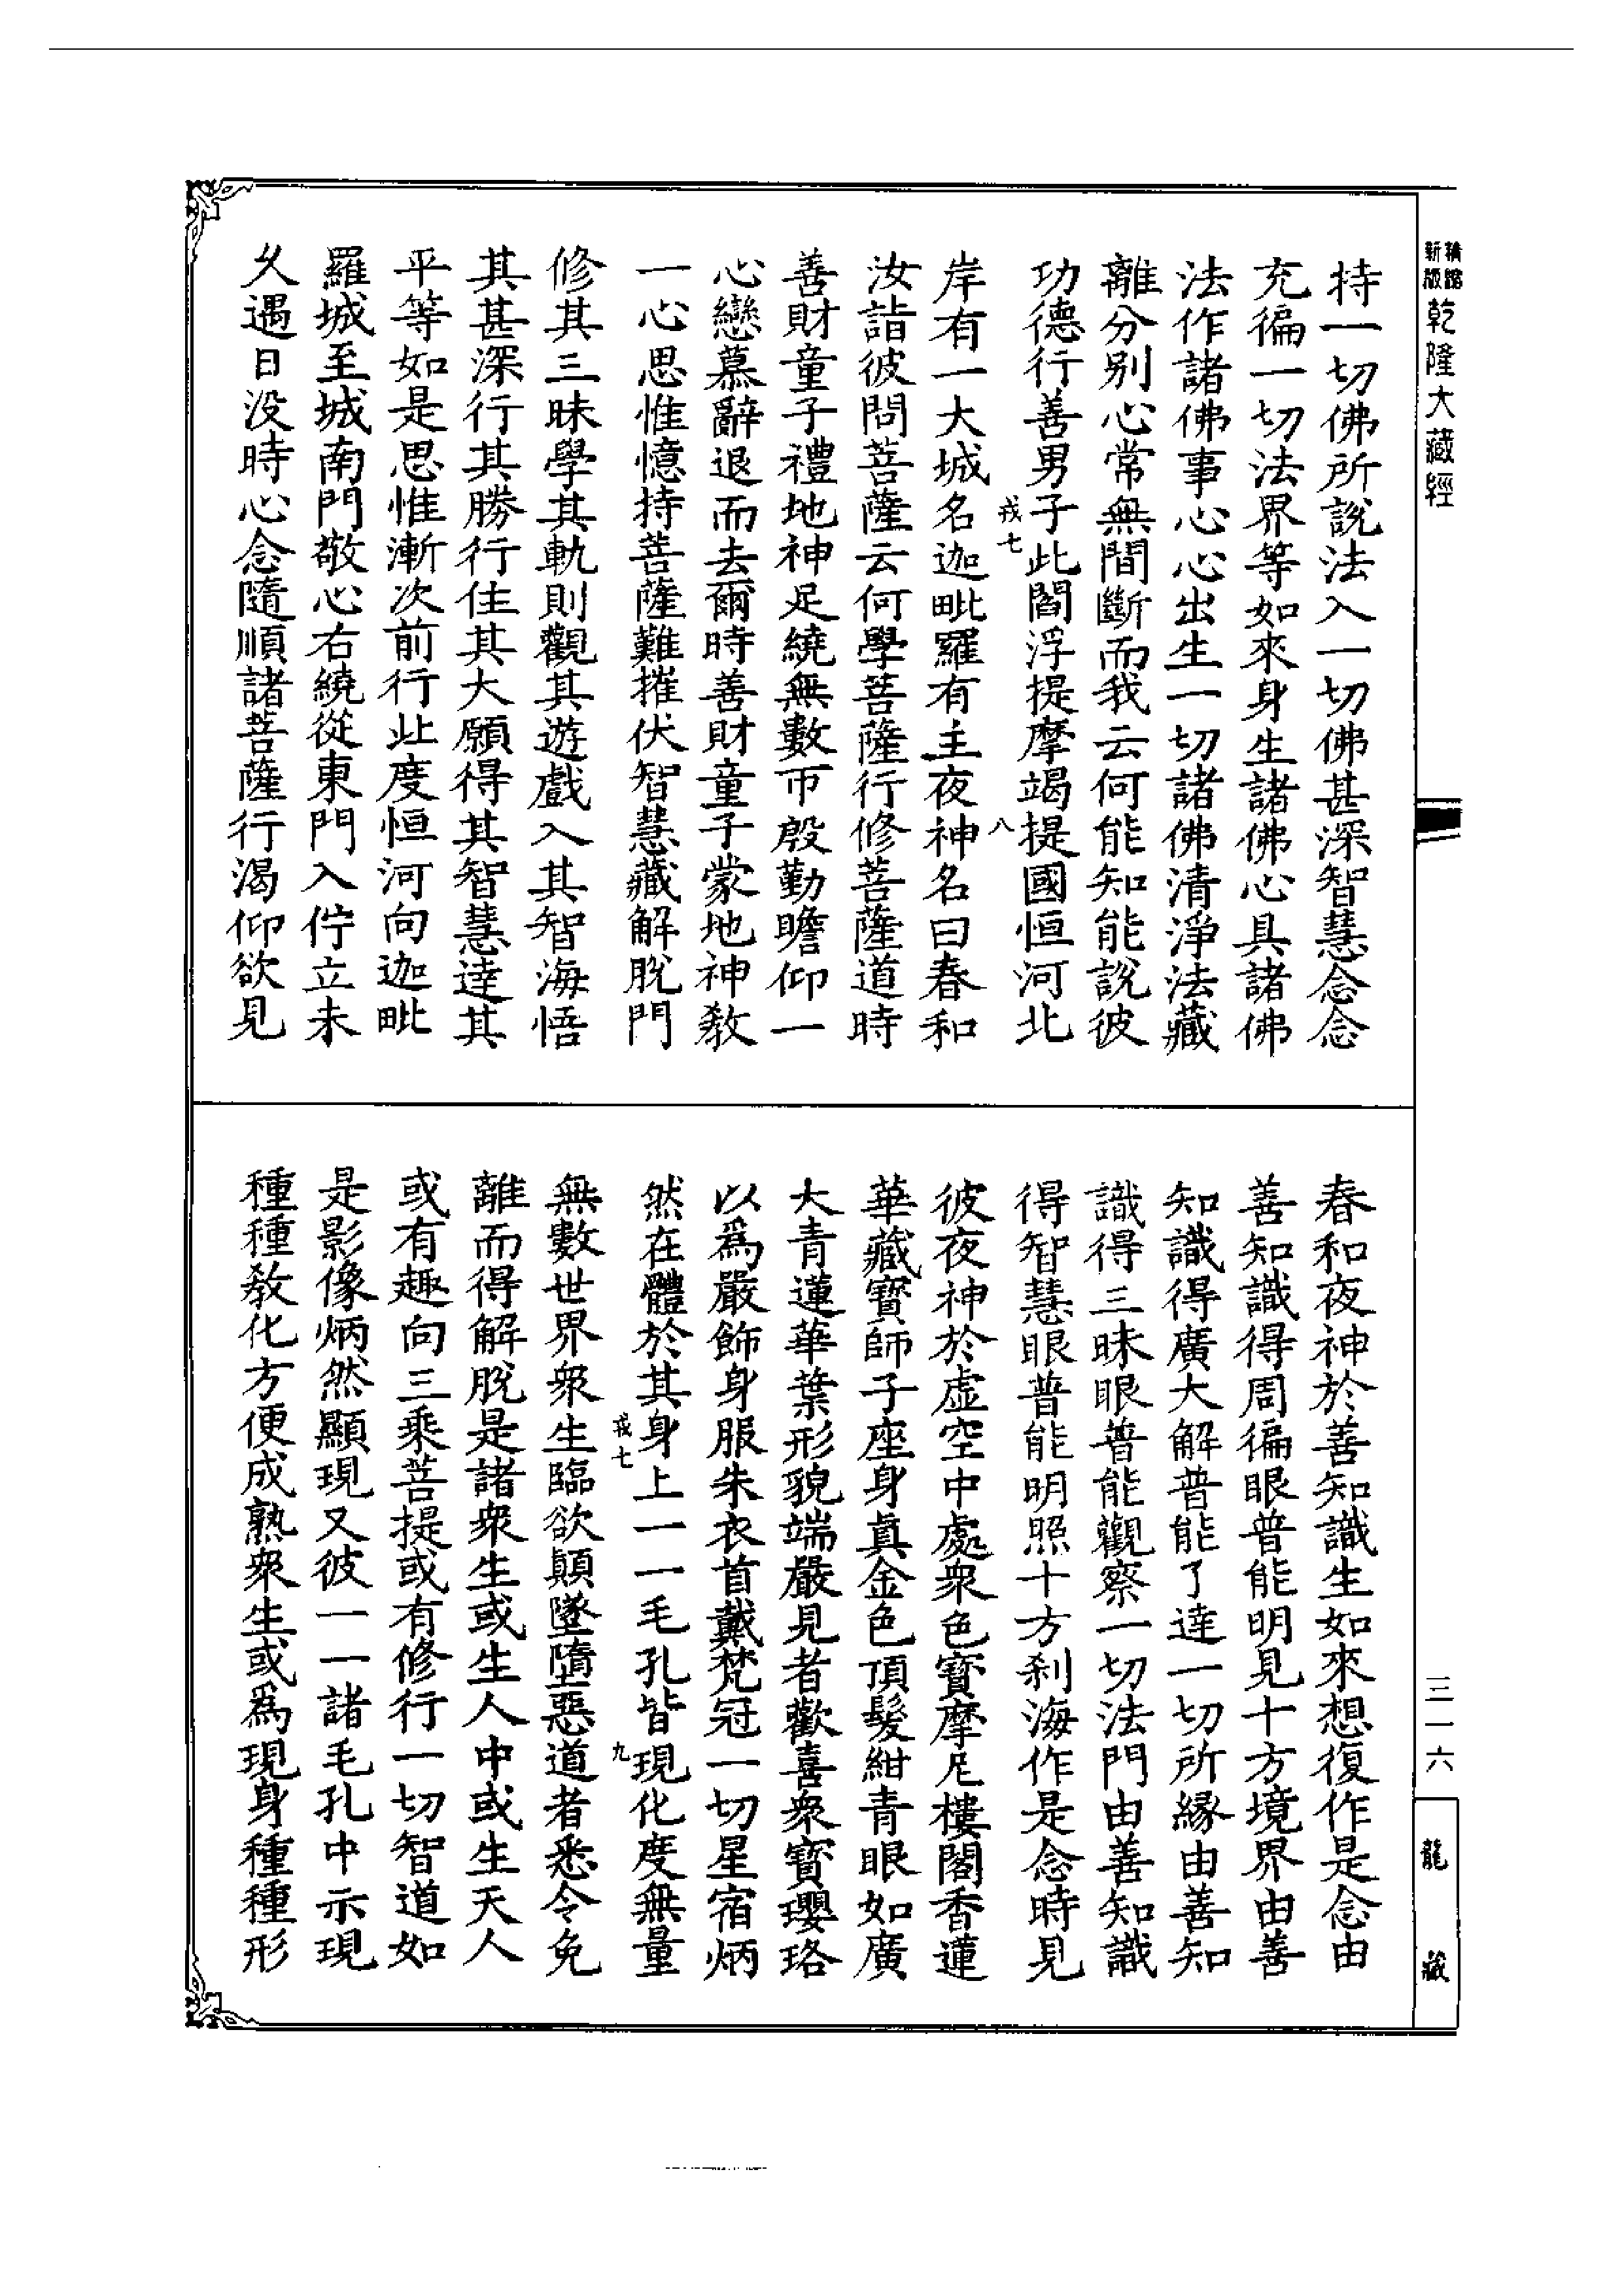 新版精縮乾隆大藏經
持一切佛所說法入一切佛甚深智慧念念
充徧一切法界等如來身生諸佛心具諸佛
法作諸佛事心心出生一切諸佛清淨法藏
離分別心常無間斷而我云何能知能說彼
功德行善男子此閻浮提摩竭提國恒河北
戎七 八
岸有一大城名迦毗羅有主夜神名曰春和
汝詣彼問菩薩云何學菩薩行修菩薩道時
善財童子禮地神足繞無數帀殷勤瞻仰一
心戀慕辭退而去爾時善財童子蒙地神教
一心思惟憶持菩薩難摧伏智慧藏解脫門
修其三昧學其軌則觀其遊戲入其智海悟
其甚深行其勝行住其大願得其智慧達其
平等如是思惟漸次前行此度恒河向迦毗
羅城至城南門敬心右繞從東門入佇立未
久遇日没時心念隨順諸菩薩行渴仰欲見
春和夜神於善知識生如來想復作是念由
善知識得周徧眼普能明見十方境界由善
知識得廣大解普能了達一切所緣由善知
識得三昧眼普能觀察一切法門由善知識
得智慧眼普能明照十方刹海作是念時見
彼夜神於虛空中處衆色寶摩尼樓閣香蓮
華藏寶師子座身真金色頂髮紺青眼如廣
大青蓮華葉形貌端嚴見者歡喜衆寶瓔珞
以爲嚴飾身服朱衣首戴梵冠一切星宿炳
然在體於其身上一一毛孔皆現化度無量
戎七 九
無數世界衆生臨欲顛墜墮惡道者悉令免
離而得解脫是諸衆生或生人中或生天人
或有趣向三乘菩提或有修行一切智道如
是影像炳然顯現又彼一一諸毛孔中示現
種種教化方便成熟衆生或爲現身種種形
三一六
龍藏